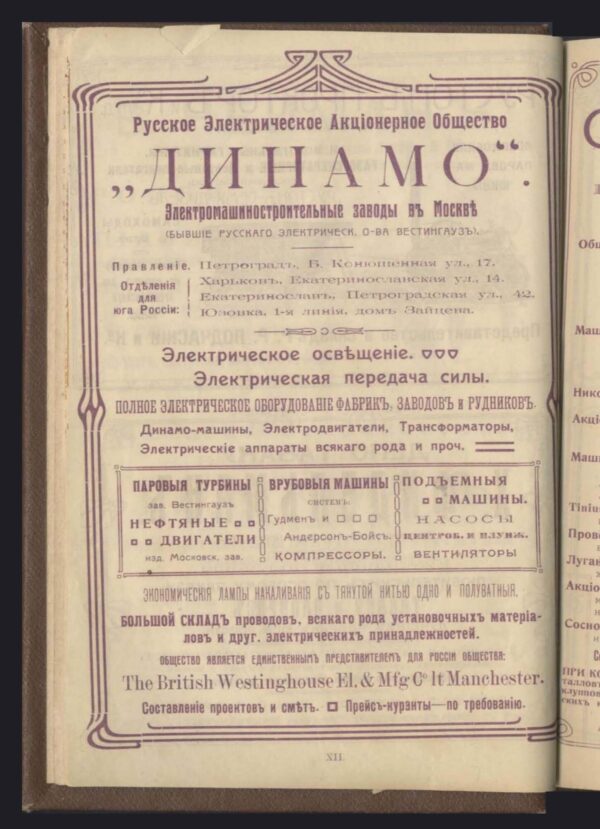 Русское Электрическое Акціонерное Общество
„ДИНАМО“.
Электромашиностроительные заводы въ Москвѣ
(БЫВШІЕ РУССКАГО ЭЛЕКТРИЧЕСК. О-ВА ВЕСТИНГАУЗЪ).
Правленіе. Петроградъ, Б. Конюшенная ул., 17.
Отдѣленія для юга Россіи:
Харьковъ, Екатеринославская ул., 14.
Екатеринославъ, Петроградская ул., 42.
Юзовка, 1-я линія, домъ Зайцева.
Электрическое освѣщеніе.
Электрическая передача силы.
ПОЛНОЕ ЭЛЕКТРИЧЕСКОЕ ОБОРУДОВАНІЕ ФАБРИКЪ, ЗАВОДОВЪ и РУДНИКОВЪ.
Динамо-машины, Электродвигатели, Трансформаторы,
Электрическіе аппараты всякаго рода и проч.
ПАРОВЫЯ ТУРБИНЫ
зав. Вестингаузъ
НЕФТЯНЫЕ
ДВИГАТЕЛИ
изд. Московск. зав.
ВРУБОВЫЯ МАШИНЫ
СИСТЕМЪ:
Гудменъ и
Андерсонъ-Бойсъ.
КОМПРЕССОРЫ.
ПОДЪЕМНЫЯ
МАШИНЫ.
НАСОСЫ
ЦЕНТРОБ. И ПЛУНЖ.
ВЕНТИЛЯТОРЫ
ЭКОНОМИЧЕСКІЯ ЛАМПЫ НАКАЛИВАНІЯ СЪ ТЯНУТОЙ НИТЬЮ ОДНО И ПОЛУВАТНЫЯ.
БОЛЬШОЙ СКЛАДЪ проводовъ, всякаго рода установочныхъ матеріа-
ловъ и друг. электрическихъ принадлежностей.
ОБЩЕСТВО ЯВЛЯЕТСЯ ЕДИНСТВЕННЫМЪ ПРЕДСТАВИТЕЛЕМЪ ДЛЯ РОССІИ ОБЩЕСТВА:
The British Westinghouse El. & Mfg Cº lt Manchester.
Составленіе проектовъ и смѣтъ. Прейсъ-курэнты—по требованію.
XII